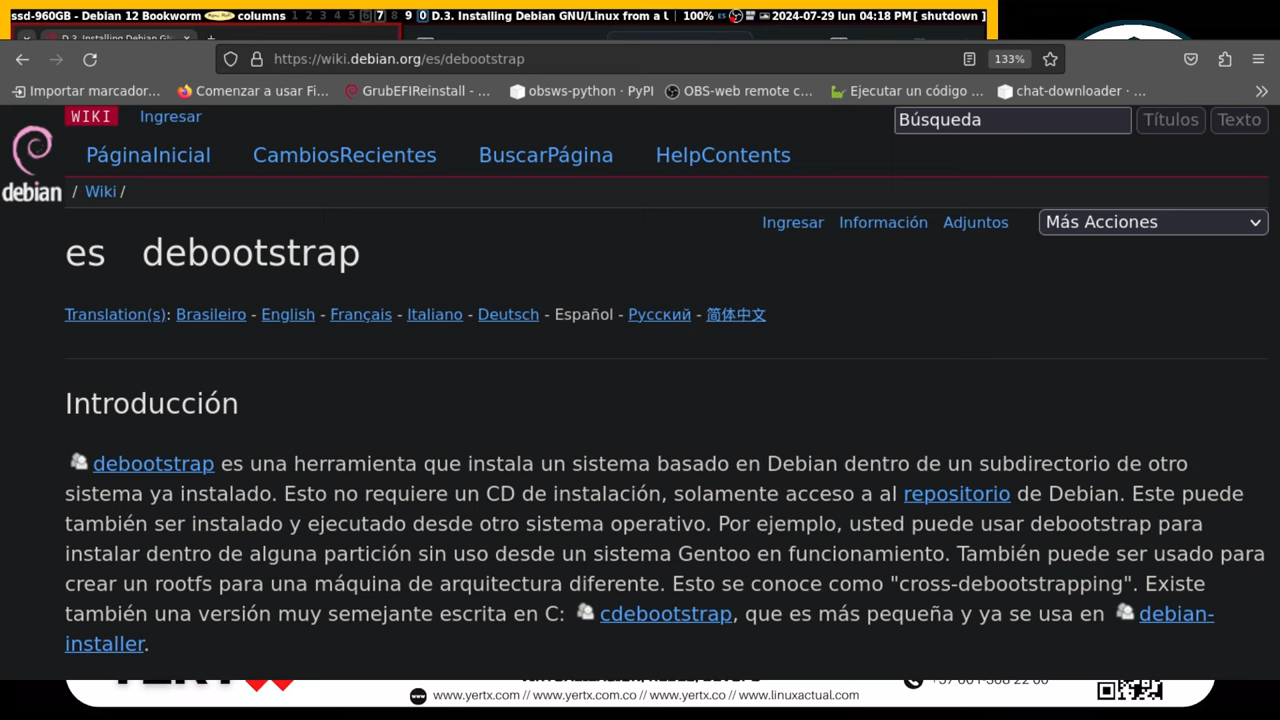 ssd-960GB - Debian 12 Bookworm Menu Ratio columns 1 2 3 4 5 6 7 8 9 0 D.3. Installing Debian GNU/Linux from a U 100% ES 2024-07-29 lun 04:18 PM [ shutdown ]
D.3. Installing Debian GNU/Lin × +
https://wiki.debian.org/es/debootstrap 133%
Importar marcador… Comenzar a usar Fi… GrubEFIReinstall - … obsws-python · PyPI OBS-web remote c… Ejecutar un código … chat-downloader · …
WIKI Ingresar Búsqueda Títulos Texto
PáginaInicial CambiosRecientes BuscarPágina HelpContents
debian / Wiki /
Ingresar Información Adjuntos Más Acciones
es debootstrap
Translation(s): Brasileiro - English - Français - Italiano - Deutsch - Español - Русский - 简体中文
Introducción
debootstrap es una herramienta que instala un sistema basado en Debian dentro de un subdirectorio de otro
sistema ya instalado. Esto no requiere un CD de instalación, solamente acceso a al repositorio de Debian. Este puede
también ser instalado y ejecutado desde otro sistema operativo. Por ejemplo, usted puede usar debootstrap para
instalar dentro de alguna partición sin uso desde un sistema Gentoo en funcionamiento. También puede ser usado para
crear un rootfs para una máquina de arquitectura diferente. Esto se conoce como "cross-debootstrapping". Existe
también una versión muy semejante escrita en C: cdebootstrap, que es más pequeña y ya se usa en debian-
installer.
www.yertx.com // www.yertx.com.co // www.yertx.co // www.linuxactual.com